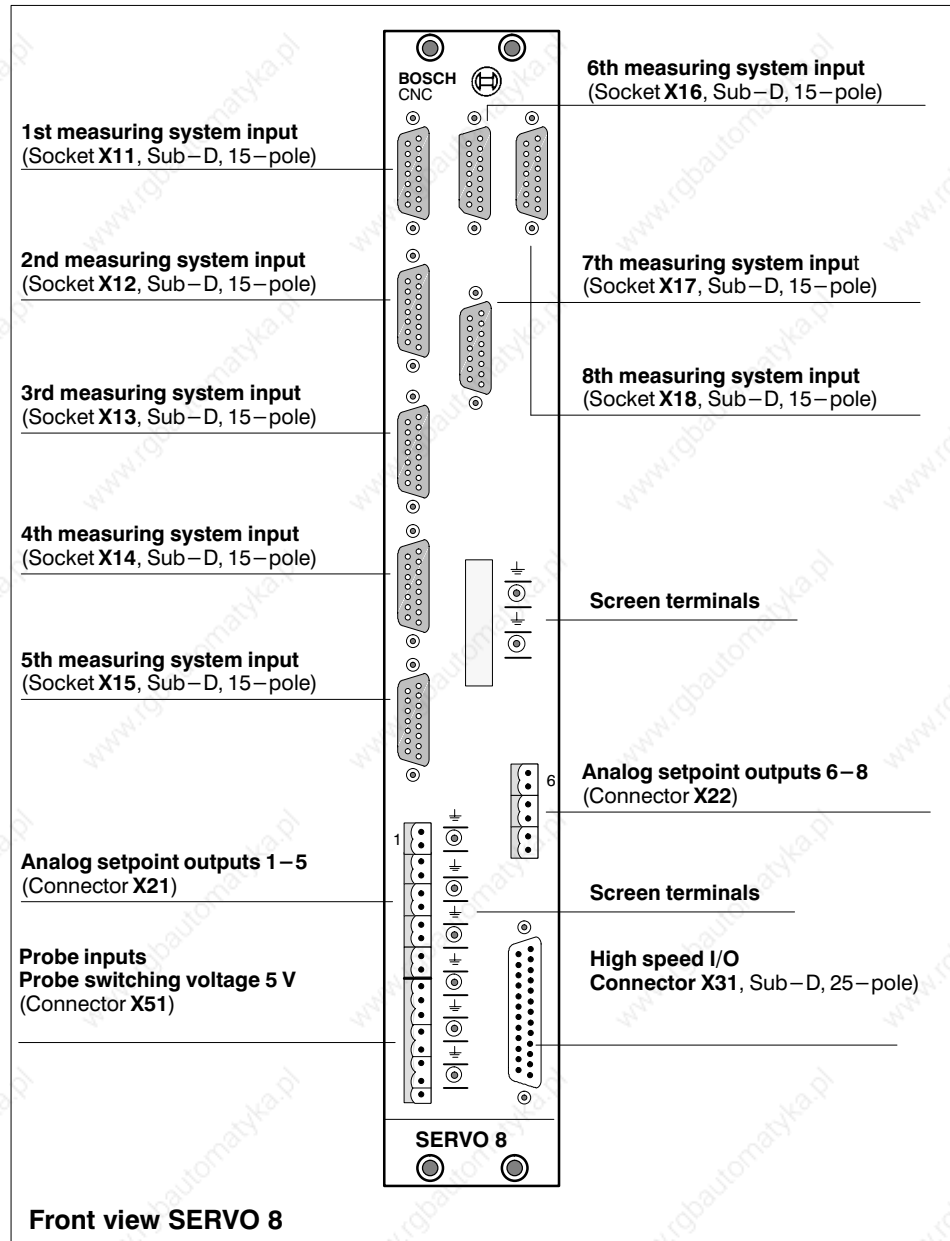 BOSCH
CNC
6th measuring system input
(Socket X16, Sub−D, 15−pole)
1st measuring system input
(Socket X11, Sub−D, 15−pole)
2nd measuring system input
(Socket X12, Sub−D, 15−pole)
7th measuring system input
(Socket X17, Sub−D, 15−pole)
3rd measuring system input
(Socket X13, Sub−D, 15−pole)
8th measuring system input
(Socket X18, Sub−D, 15−pole)
4th measuring system input
(Socket X14, Sub−D, 15−pole)
Screen terminals
5th measuring system input
(Socket X15, Sub−D, 15−pole)
6
Analog setpoint outputs 6−8
(Connector X22)
1
Analog setpoint outputs 1−5
(Connector X21)
Screen terminals
Probe inputs
Probe switching voltage 5 V
(Connector X51)
High speed I/O
Connector X31, Sub−D, 25−pole)
SERVO 8
Front view SERVO 8
www.rgbautomatyka.pl